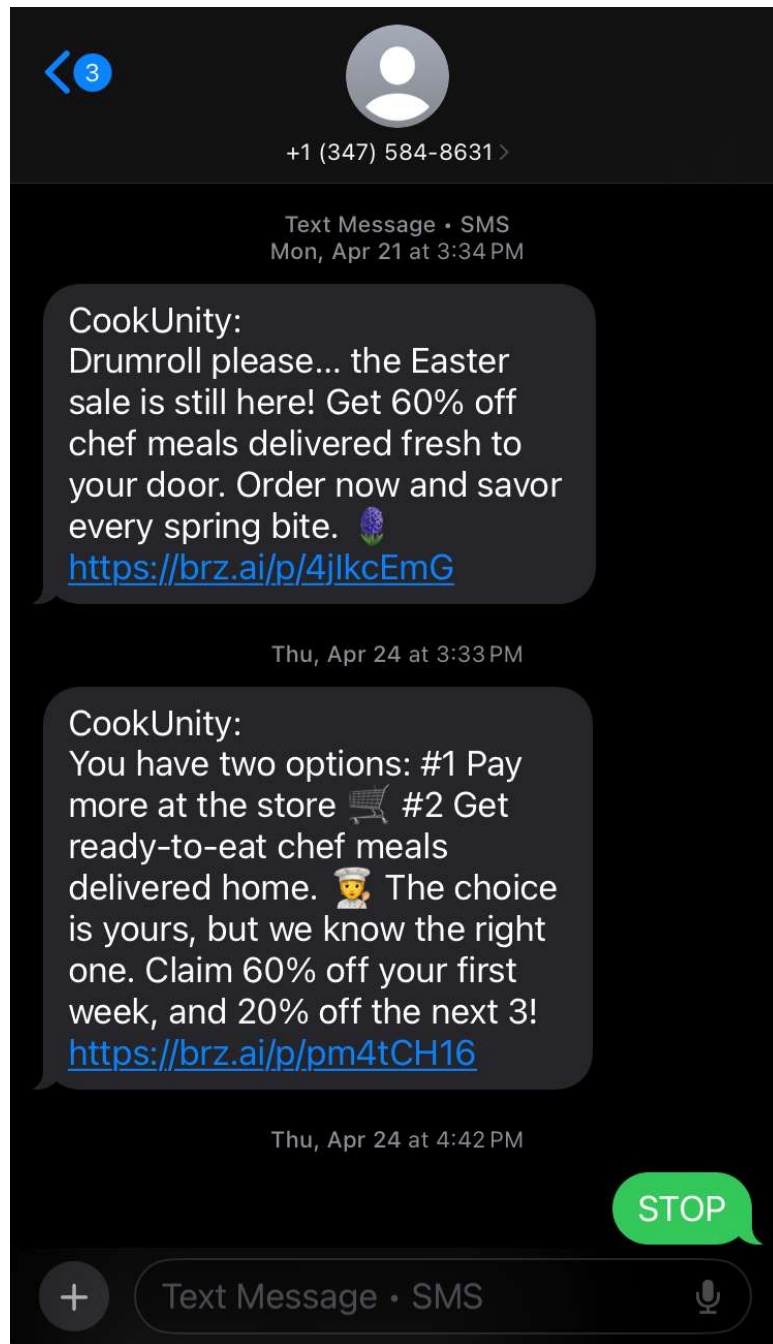 3
+1 (347) 584-8631 >
Text Message • SMS
Mon, Apr 21 at 3:34 PM
CookUnity:
Drumroll please... the Easter
sale is still here! Get 60% off
chef meals delivered fresh to
your door. Order now and savor
every spring bite. 🪻
https://brz.ai/p/4jIkcEmG
Thu, Apr 24 at 3:33 PM
CookUnity:
You have two options: #1 Pay
more at the store 🛒 #2 Get
ready-to-eat chef meals
delivered home. 🧑‍🍳 The choice
is yours, but we know the right
one. Claim 60% off your first
week, and 20% off the next 3!
https://brz.ai/p/pm4tCH16
Thu, Apr 24 at 4:42 PM
STOP
Text Message • SMS